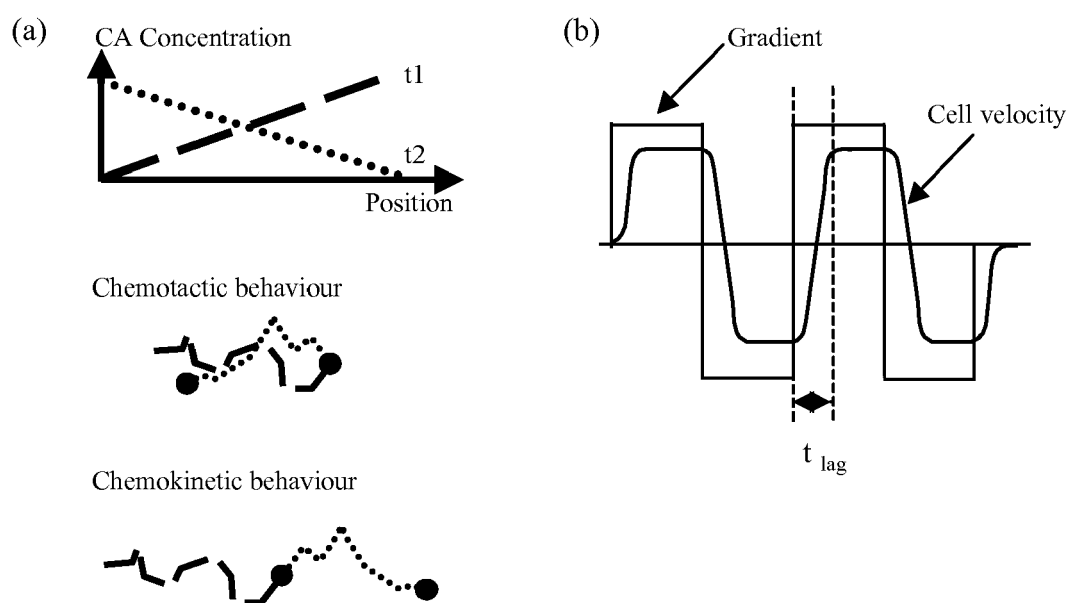 (a)
CA Concentration
t1
t2
Position
Chemotactic behaviour
Chemokinetic behaviour
(b)
Gradient
Cell velocity
t lag